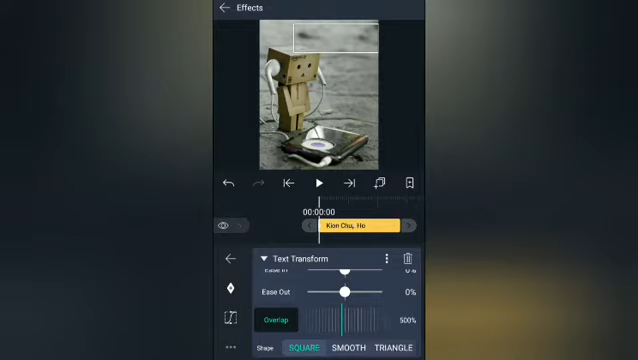 Effects
00:00:00
Kion Chu, Ho
Text Transform
Ease In 0%
Ease Out 0%
Overlap 500%
Shape SQUARE SMOOTH TRIANGLE